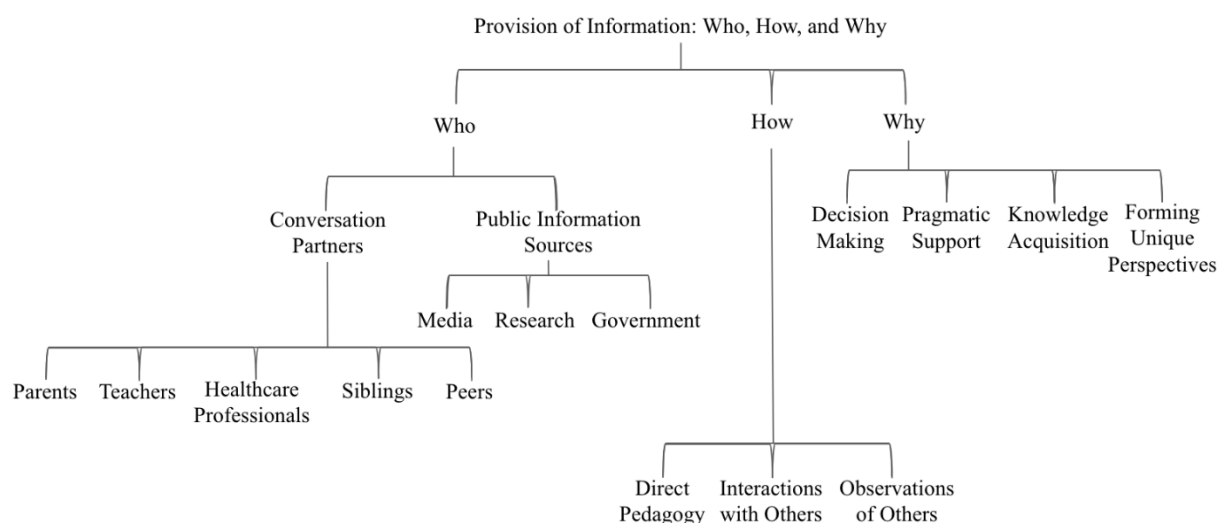 Provision of Information: Who, How, and Why
Who
How
Why
Conversation
Partners
Public Information
Sources
Decision
Making
Pragmatic
Support
Knowledge
Acquisition
Forming
Unique
Perspectives
Media
Research
Government
Parents
Teachers
Healthcare
Professionals
Siblings
Peers
Direct
Pedagogy
Interactions
with Others
Observations
of Others